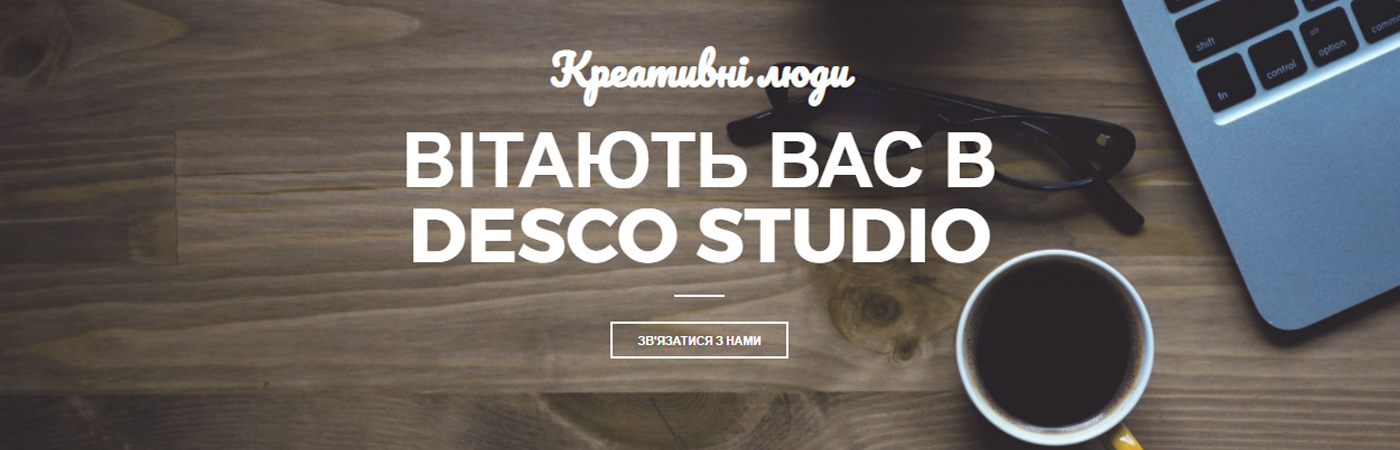 Креативні люди
ВІТАЮТЬ ВАС В
DESCO STUDIO
ЗВ'ЯЗАТИСЯ З НАМИ
shift
fn
control
alt
option
comm